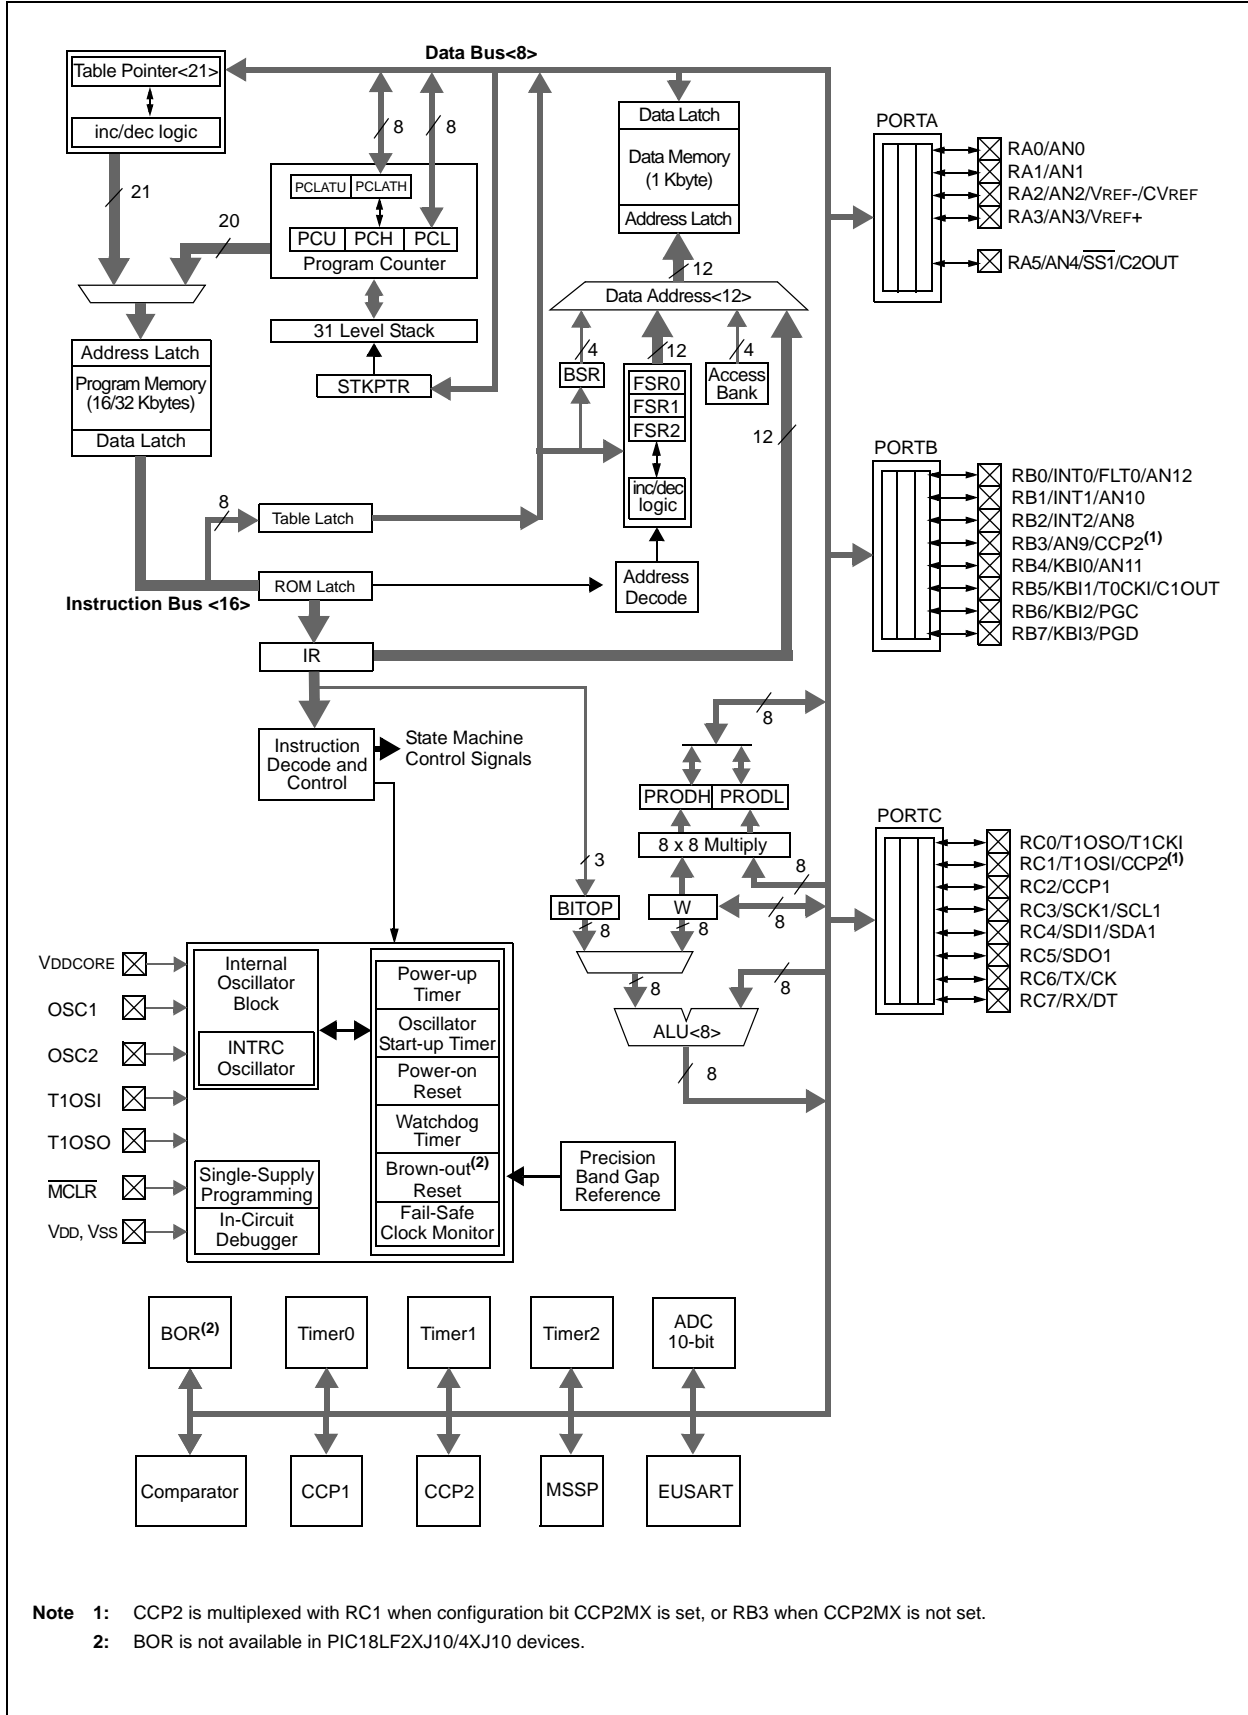 Data Bus<8>
Table Pointer<21>
inc/dec logic
21
20
8
8
PCLATU
PCLATH
PCU
PCH
PCL
Program Counter
31 Level Stack
STKPTR
Data Latch
Data Memory
(1 Kbyte)
Address Latch
12
Data Address<12>
4
12
4
BSR
FSR0
FSR1
FSR2
inc/dec
logic
Access
Bank
12
Address Latch
Program Memory
(16/32 Kbytes)
Data Latch
8
Table Latch
ROM Latch
Instruction Bus <16>
Address
Decode
IR
Instruction
Decode and
Control
State Machine
Control Signals
8
PRODH
PRODL
8 x 8 Multiply
3
8
BITOP
W
8
8
8
8
8
ALU<8>
8
PORTA
RA0/AN0
RA1/AN1
RA2/AN2/VREF-/CVREF
RA3/AN3/VREF+
RA5/AN4/SS1/C2OUT
PORTB
RB0/INT0/FLT0/AN12
RB1/INT1/AN10
RB2/INT2/AN8
RB3/AN9/CCP2(1)
RB4/KBI0/AN11
RB5/KBI1/T0CKI/C1OUT
RB6/KBI2/PGC
RB7/KBI3/PGD
PORTC
RC0/T1OSO/T1CKI
RC1/T1OSI/CCP2(1)
RC2/CCP1
RC3/SCK1/SCL1
RC4/SDI1/SDA1
RC5/SDO1
RC6/TX/CK
RC7/RX/DT
VDDCORE
OSC1
OSC2
T1OSI
T1OSO
MCLR
VDD, VSS
Internal
Oscillator
Block
INTRC
Oscillator
Single-Supply
Programming
In-Circuit
Debugger
Power-up
Timer
Oscillator
Start-up Timer
Power-on
Reset
Watchdog
Timer
Brown-out(2)
Reset
Fail-Safe
Clock Monitor
Precision
Band Gap
Reference
BOR(2)
Timer0
Timer1
Timer2
ADC
10-bit
Comparator
CCP1
CCP2
MSSP
EUSART
Note 1: CCP2 is multiplexed with RC1 when configuration bit CCP2MX is set, or RB3 when CCP2MX is not set.
2: BOR is not available in PIC18LF2XJ10/4XJ10 devices.